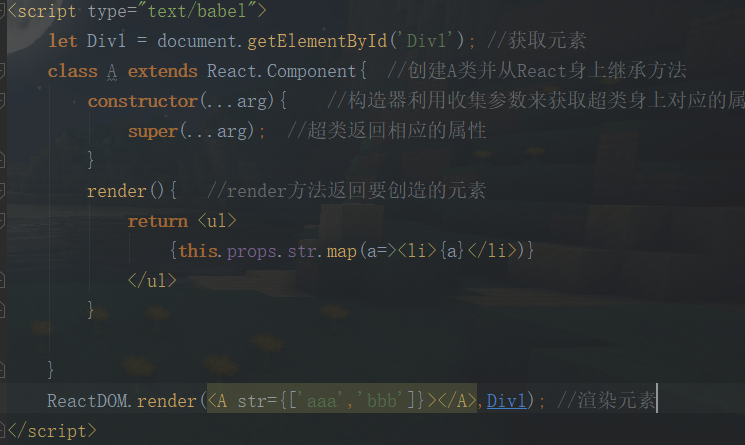 <script type="text/babel">
let Div1 = document.getElementById('Div1'); //获取元素
class A extends React.Component{ //创建A类并从React身上继承方法
constructor(...arg){ //构造器利用收集参数来获取超类身上对应的属
super(...arg); //超类返回相应的属性
}
render(){ //render方法返回要创造的元素
return <ul>
{this.props.str.map(a=><li>{a}</li>)}
</ul>
}
}
ReactDOM.render(<A str={['aaa','bbb']}></A>,Div1); //渲染元素
</script>